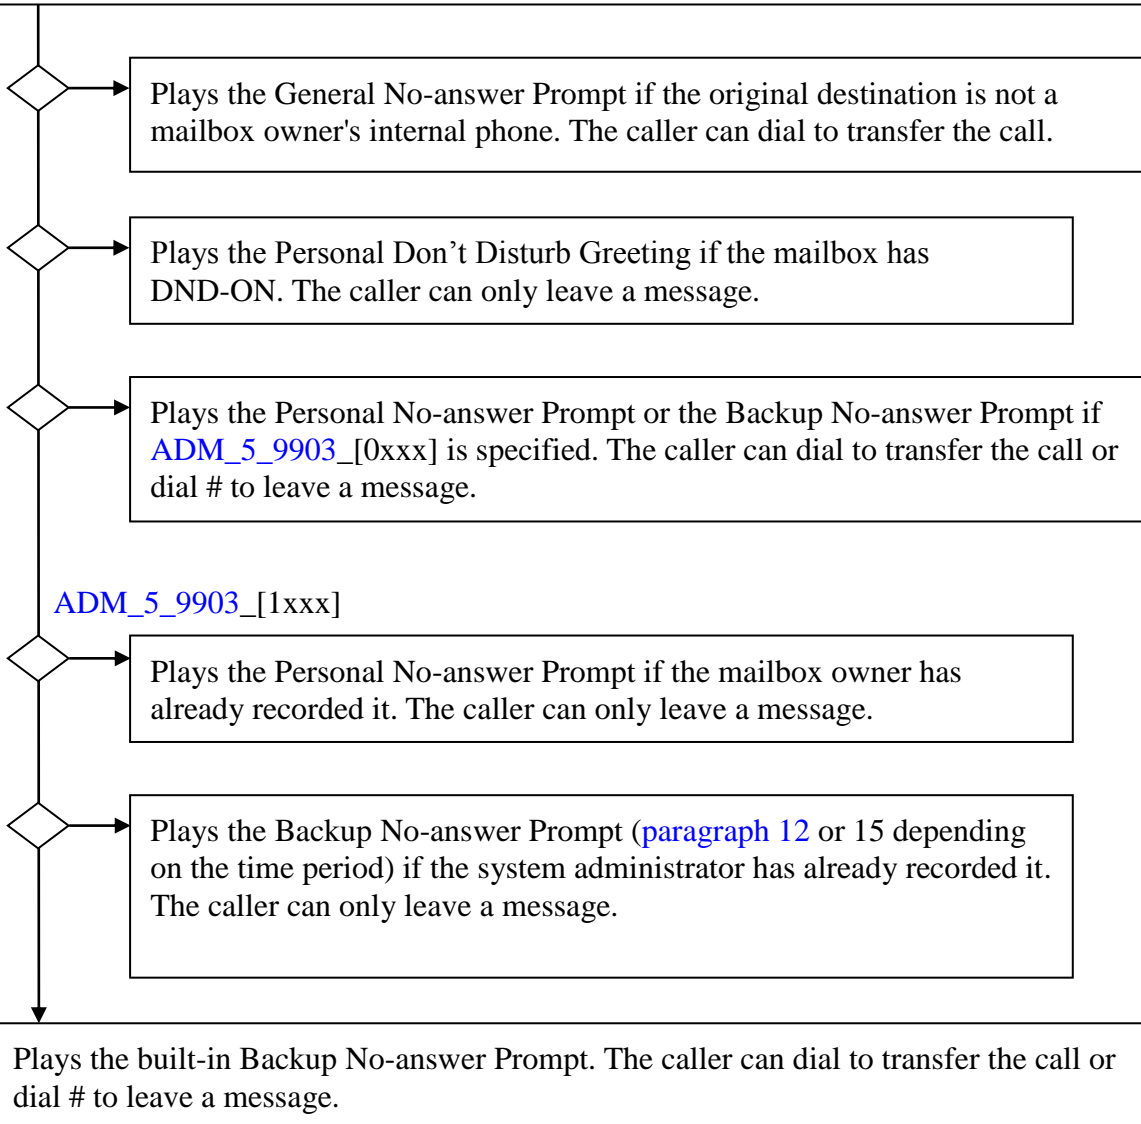 Plays the General No-answer Prompt if the original destination is not a
mailbox owner's internal phone. The caller can dial to transfer the call.
Plays the Personal Don’t Disturb Greeting if the mailbox has
DND-ON. The caller can only leave a message.
Plays the Personal No-answer Prompt or the Backup No-answer Prompt if
ADM_5_9903_[0xxx] is specified. The caller can dial to transfer the call or
dial # to leave a message.
ADM_5_9903_[1xxx]
Plays the Personal No-answer Prompt if the mailbox owner has
already recorded it. The caller can only leave a message.
Plays the Backup No-answer Prompt (paragraph 12 or 15 depending
on the time period) if the system administrator has already recorded it.
The caller can only leave a message.
Plays the built-in Backup No-answer Prompt. The caller can dial to transfer the call or
dial # to leave a message.